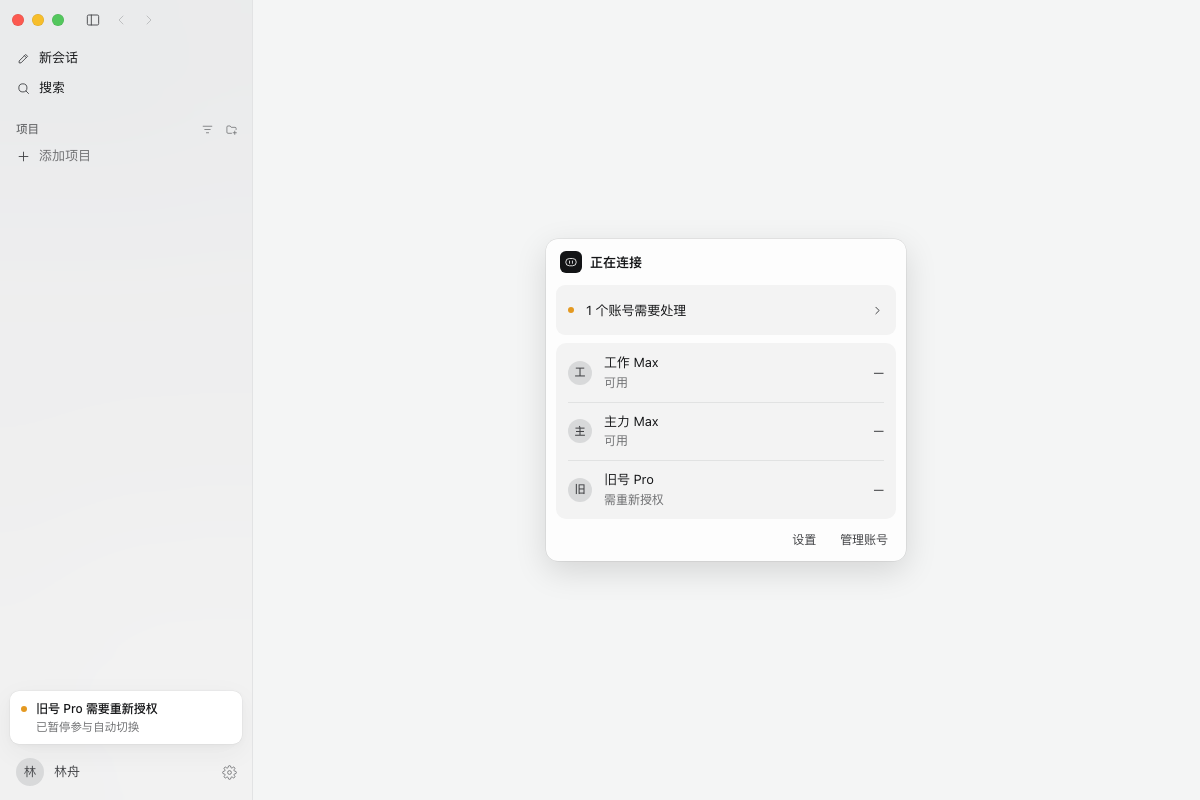 新会话
搜索
项目
添加项目
正在连接
1 个账号需要处理
工
工作 Max
可用
主
主力 Max
可用
旧
旧号 Pro
需重新授权
设置
管理账号
旧号 Pro 需要重新授权
已暂停参与自动切换
林
林舟